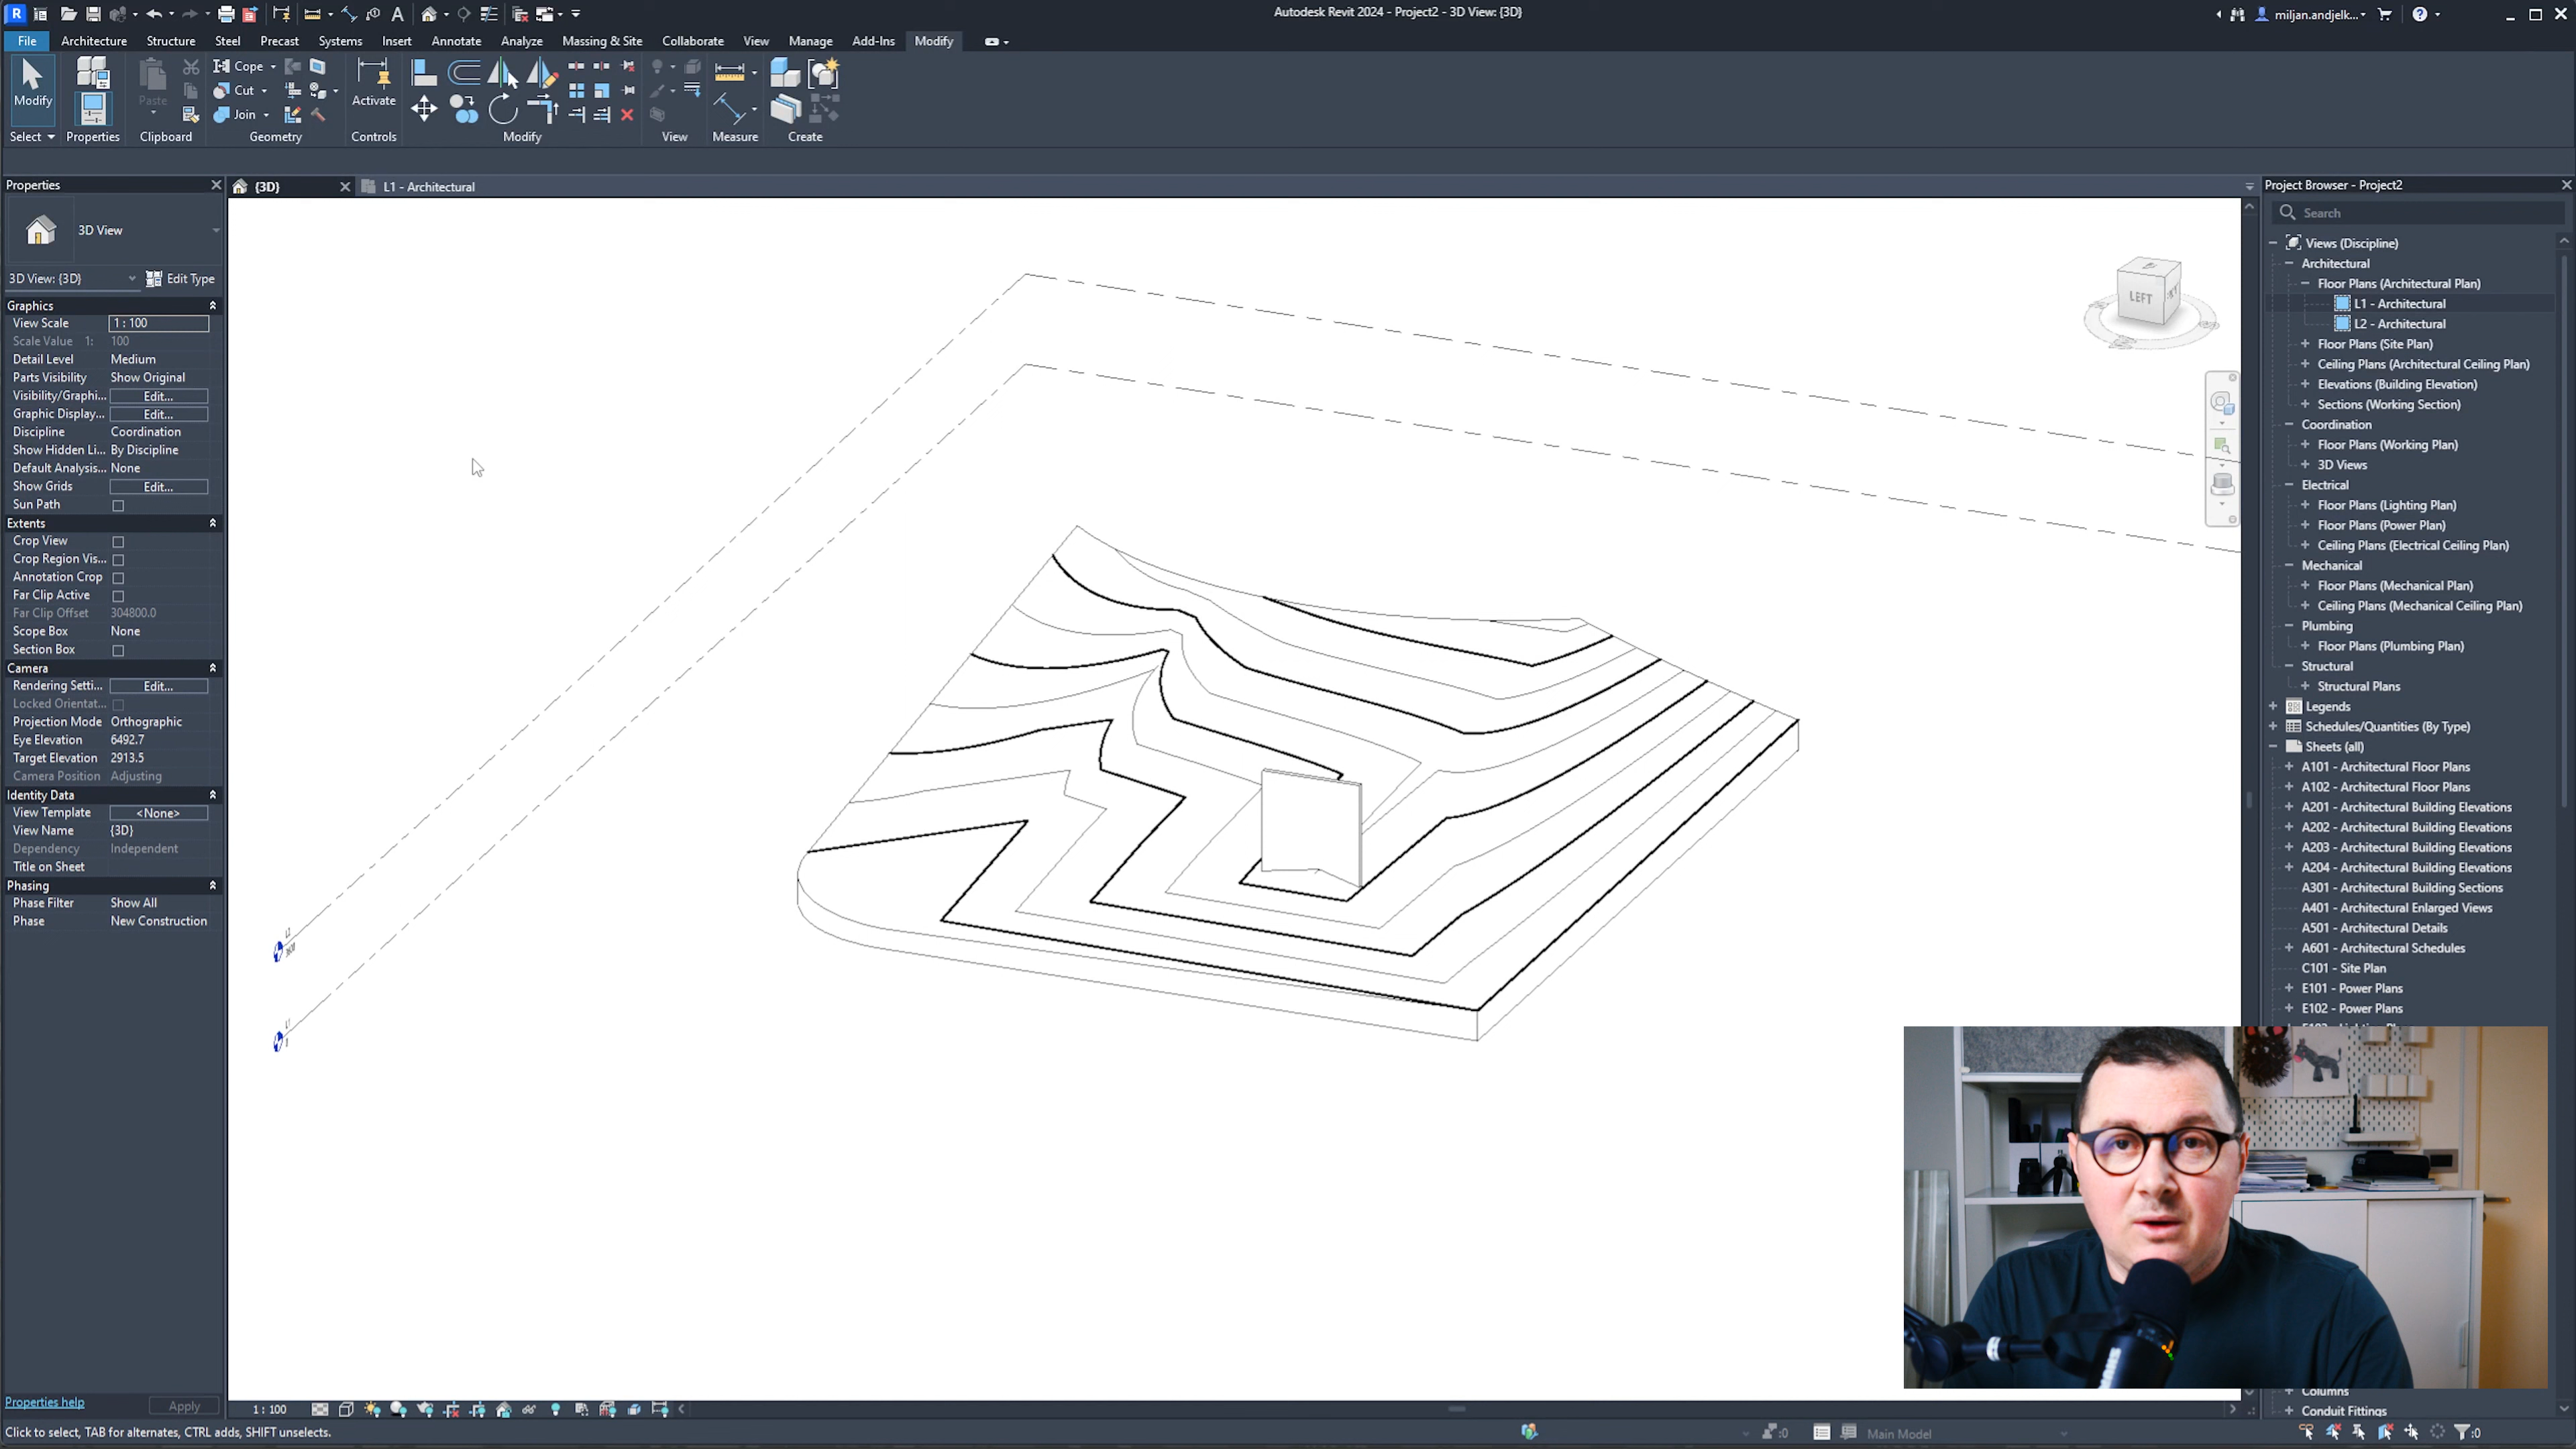 Autodesk Revit 2024 - Project2 - 3D View: {3D}
miljan.andjelk...
File Architecture Structure Steel Precast Systems Insert Annotate Analyze Massing & Site Collaborate View Manage Add-Ins Modify
Modify
Paste
Cope
Cut
Join
Activate
Select Properties Clipboard Geometry Controls Modify View Measure Create
Properties
{3D}
L1 - Architectural
3D View
3D View: {3D}
Edit Type
Graphics
View Scale 1 : 100
Scale Value 1: 100
Detail Level Medium
Parts Visibility Show Original
Visibility/Graphi... Edit...
Graphic Display... Edit...
Discipline Coordination
Show Hidden Li... By Discipline
Default Analysis... None
Show Grids Edit...
Sun Path
Extents
Crop View
Crop Region Vis...
Annotation Crop
Far Clip Active
Far Clip Offset 304800.0
Scope Box None
Section Box
Camera
Rendering Setti... Edit...
Locked Orientat...
Projection Mode Orthographic
Eye Elevation 6492.7
Target Elevation 2913.5
Camera Position Adjusting
Identity Data
View Template <None>
View Name {3D}
Dependency Independent
Title on Sheet
Phasing
Phase Filter Show All
Phase New Construction
Properties help
Apply
LEFT
Project Browser - Project2
Search
Views (Discipline)
Architectural
Floor Plans (Architectural Plan)
L1 - Architectural
L2 - Architectural
Floor Plans (Site Plan)
Ceiling Plans (Architectural Ceiling Plan)
Elevations (Building Elevation)
Sections (Working Section)
Coordination
Floor Plans (Working Plan)
3D Views
Electrical
Floor Plans (Lighting Plan)
Floor Plans (Power Plan)
Ceiling Plans (Electrical Ceiling Plan)
Mechanical
Floor Plans (Mechanical Plan)
Ceiling Plans (Mechanical Ceiling Plan)
Plumbing
Floor Plans (Plumbing Plan)
Structural
Structural Plans
Legends
Schedules/Quantities (By Type)
Sheets (all)
A101 - Architectural Floor Plans
A102 - Architectural Floor Plans
A201 - Architectural Building Elevations
A202 - Architectural Building Elevations
A203 - Architectural Building Elevations
A204 - Architectural Building Elevations
A301 - Architectural Building Sections
A401 - Architectural Enlarged Views
A501 - Architectural Details
A601 - Architectural Schedules
C101 - Site Plan
E101 - Power Plans
E102 - Power Plans
Columns
Conduit Fittings
1 : 100
Click to select, TAB for alternates, CTRL adds, SHIFT unselects.
:0
Main Model
:0